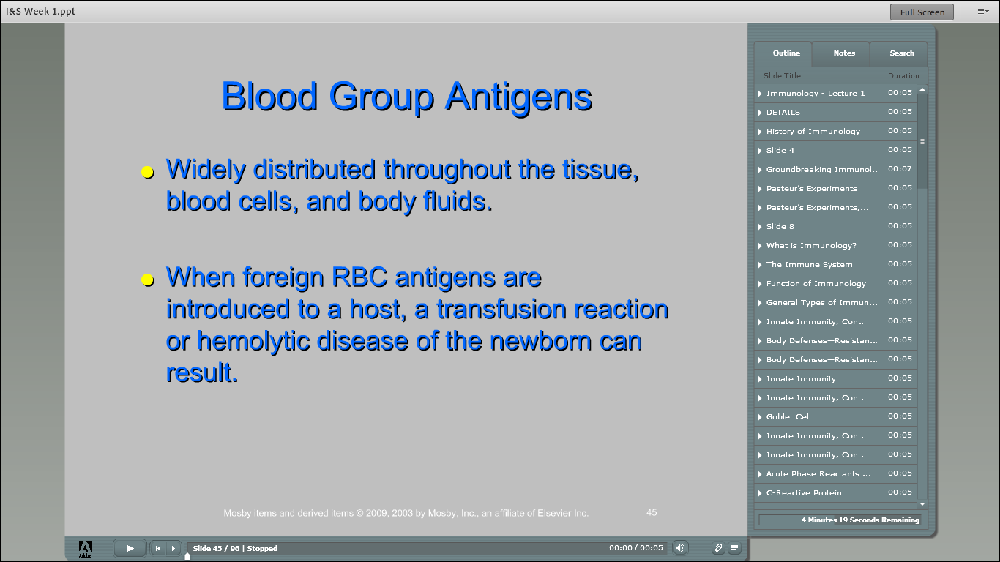 I&S Week 1.ppt
Full Screen
Blood Group Antigens
Widely distributed throughout the tissue,
blood cells, and body fluids.
When foreign RBC antigens are
introduced to a host, a transfusion reaction
or hemolytic disease of the newborn can
result.
Mosby items and derived items © 2009, 2003 by Mosby, Inc., an affiliate of Elsevier Inc. 45
Outline Notes Search
Slide Title Duration
Immunology - Lecture 1 00:05
DETAILS 00:05
History of Immunology 00:05
Slide 4 00:05
Groundbreaking Immunol.. 00:07
Pasteur's Experiments 00:05
Pasteur's Experiments,... 00:05
Slide 8 00:05
What is Immunology? 00:05
The Immune System 00:05
Function of Immunology 00:05
General Types of Immun... 00:05
Innate Immunity, Cont. 00:05
Body Defenses—Resistan... 00:05
Body Defenses—Resistan... 00:05
Innate Immunity 00:05
Innate Immunity, Cont. 00:05
Goblet Cell 00:05
Innate Immunity, Cont. 00:05
Innate Immunity, Cont. 00:05
Acute Phase Reactants ... 00:05
C-Reactive Protein 00:05
4 Minutes 19 Seconds Remaining
Adobe
Slide 45 / 96 | Stopped 00:00 / 00:05